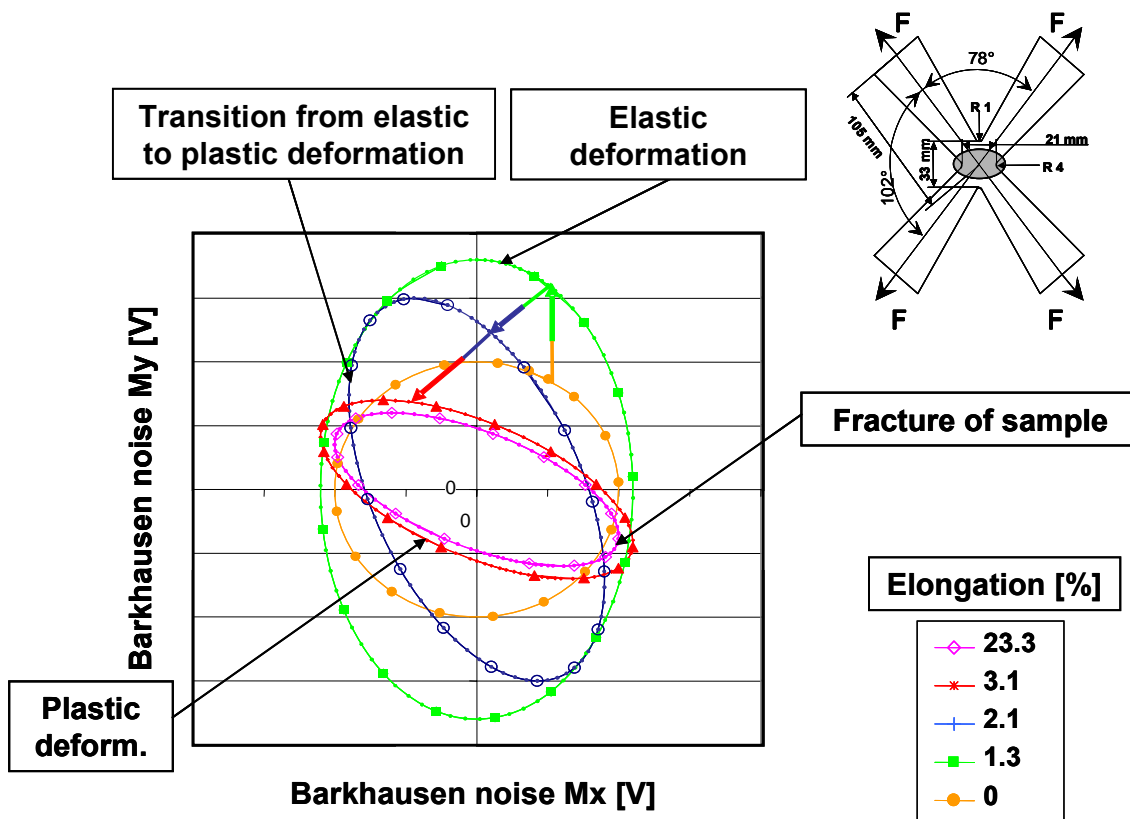 F
F
78°
R 1
105 mm
21 mm
33 mm
R 4
102°
F
F
Transition from elastic
to plastic deformation
Elastic
deformation
Fracture of sample
Plastic
deform.
Barkhausen noise My [V]
0
0
Barkhausen noise Mx [V]
Elongation [%]
23.3
3.1
2.1
1.3
0